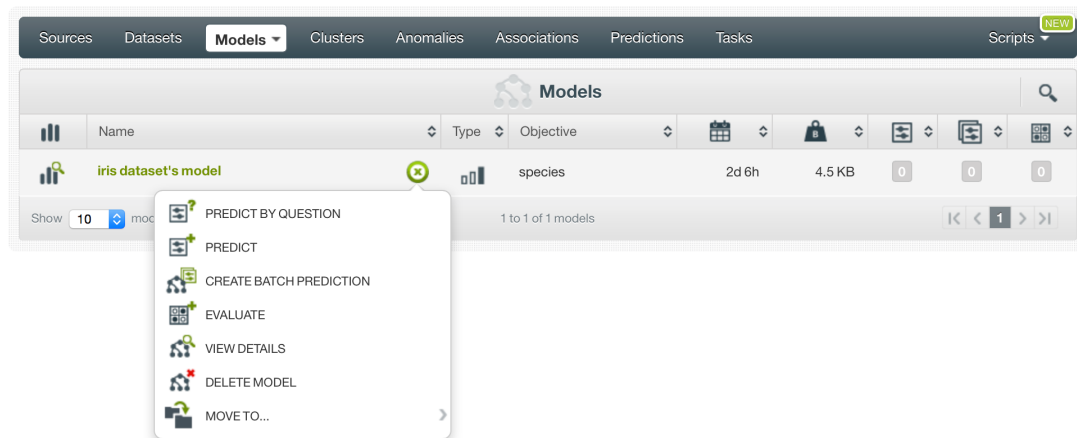 NEW
Sources Datasets Models Clusters Anomalies Associations Predictions Tasks Scripts
Models
Name Type Objective B
iris dataset's model species 2d 6h 4.5 KB 0 0 0
Show 10 mod 1 to 1 of 1 models 1
PREDICT BY QUESTION
PREDICT
CREATE BATCH PREDICTION
EVALUATE
VIEW DETAILS
DELETE MODEL
MOVE TO...